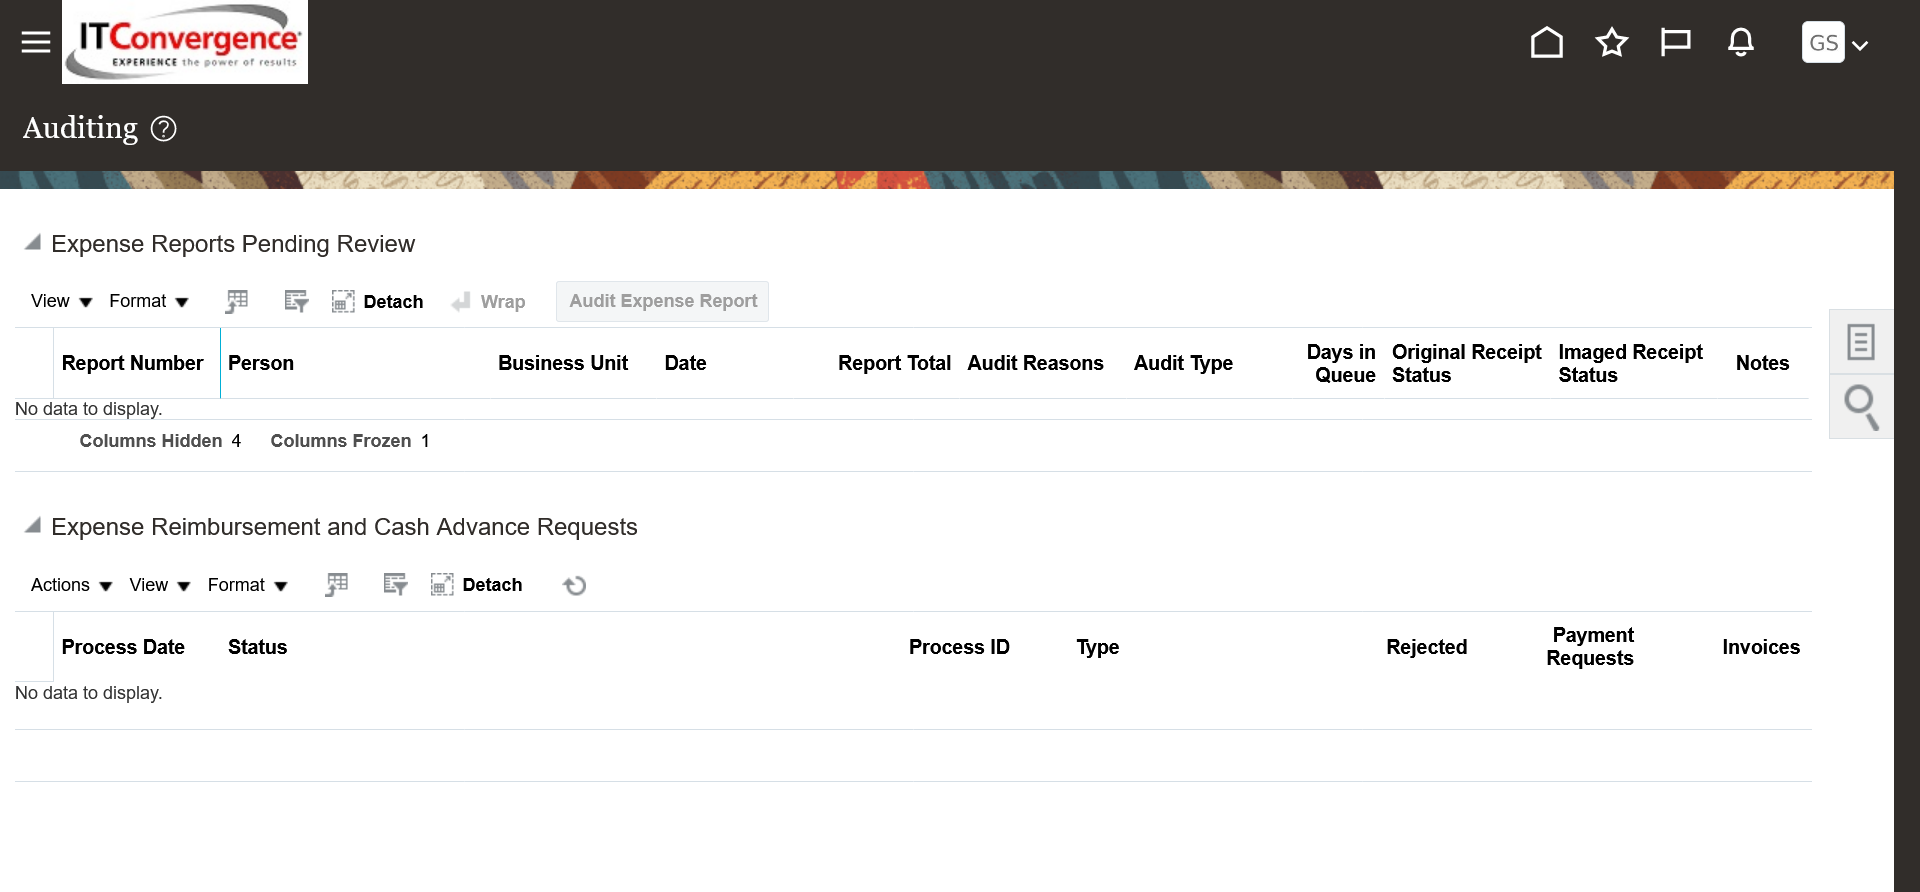 ITConvergence
EXPERIENCE the power of results
GS
Auditing ?
Expense Reports Pending Review
View Format Detach Wrap Audit Expense Report
Report Number Person Business Unit Date Report Total Audit Reasons Audit Type Days in Queue Original Receipt Status Imaged Receipt Status Notes
No data to display.
Columns Hidden 4 Columns Frozen 1
Expense Reimbursement and Cash Advance Requests
Actions View Format Detach
Process Date Status Process ID Type Rejected Payment Requests Invoices
No data to display.